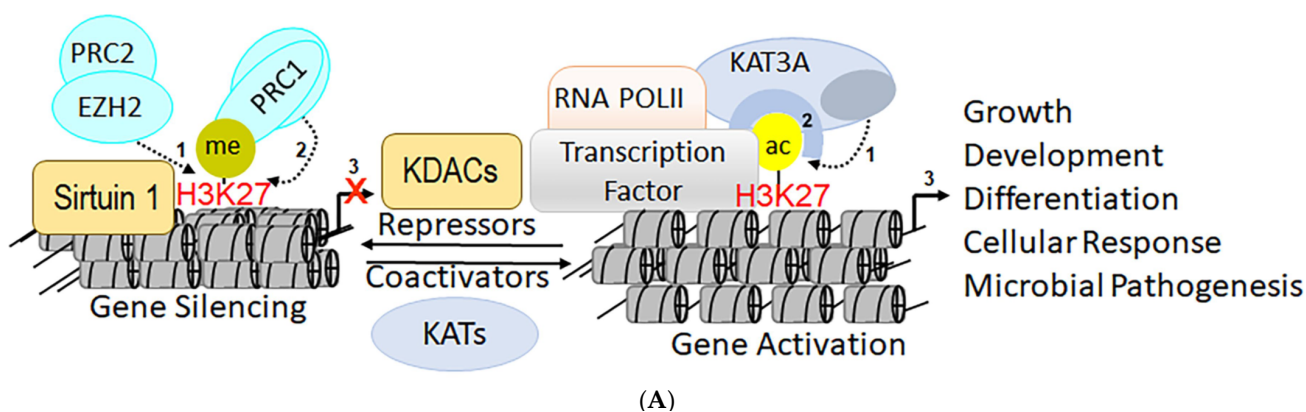 PRC2
EZH2
PRC1
me
1
2
Sirtuin 1
H3K27
3
X
Gene Silencing
KDACs
Repressors
Coactivators
KATs
RNA POLII
KAT3A
Transcription
Factor
ac
2
1
H3K27
3
Gene Activation
Growth
Development
Differentiation
Cellular Response
Microbial Pathogenesis
(A)